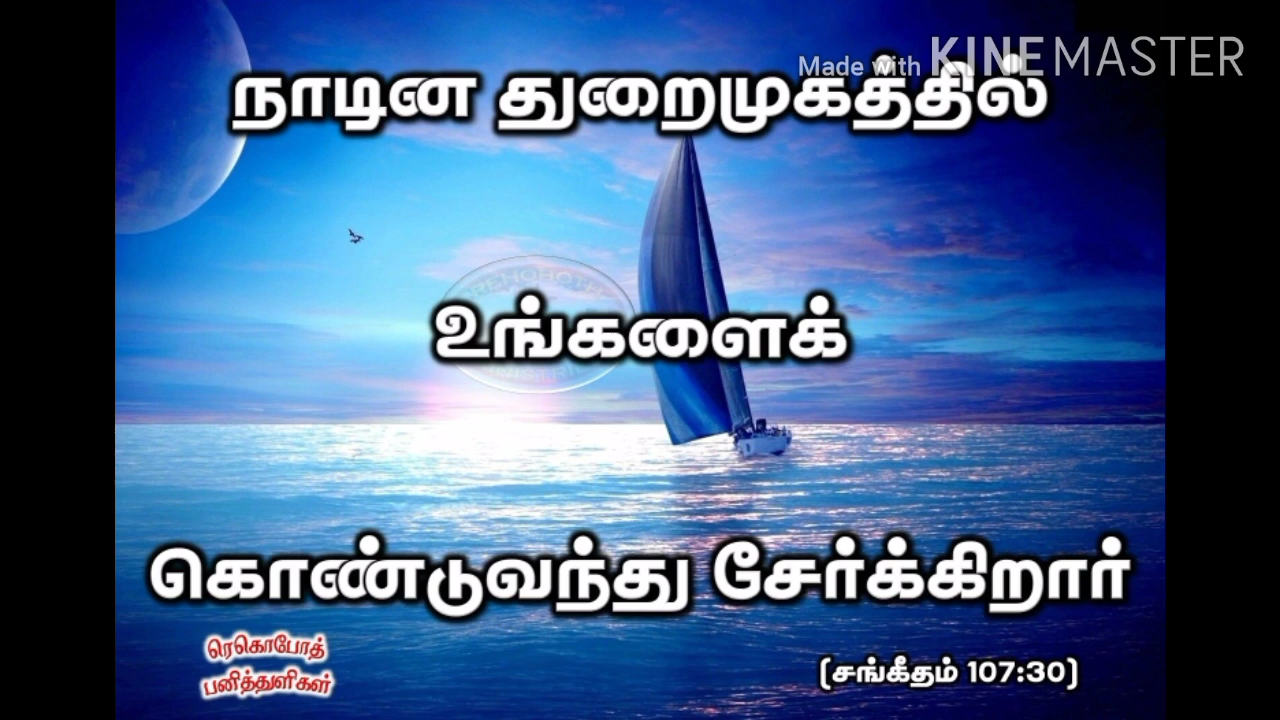 Made with KINEMASTER
நாடின துறைமுகத்தில்
உங்களைக்
கொண்டுவந்து சேர்க்கிறார்
ரெகொபோத்
பனித்துளிகள்
(சங்கீதம் 107:30)